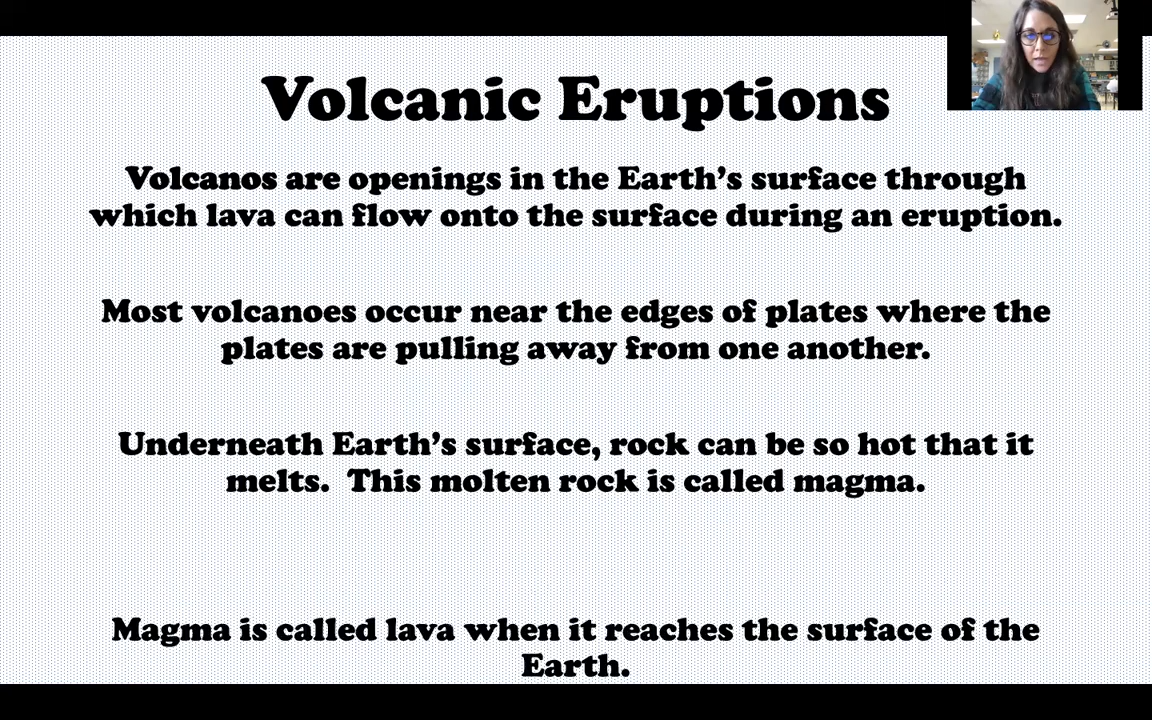 Volcanic Eruptions
Volcanos are openings in the Earth’s surface through
which lava can flow onto the surface during an eruption.
Most volcanoes occur near the edges of plates where the
plates are pulling away from one another.
Underneath Earth’s surface, rock can be so hot that it
melts.  This molten rock is called magma.
Magma is called lava when it reaches the surface of the
Earth.